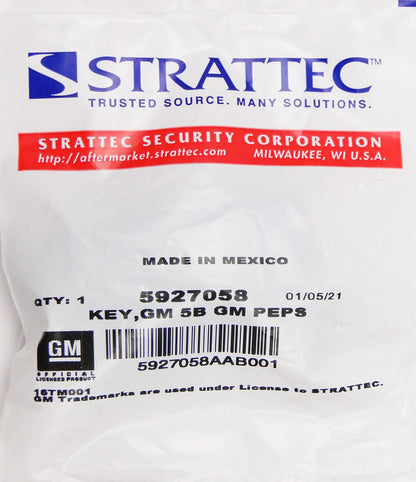 STRATTEC™
TRUSTED SOURCE. MANY SOLUTIONS.
STRATTEC SECURITY CORPORATION
http://aftermarket.strattec.com MILWAUKEE, WI U.S.A.
MADE IN MEXICO
QTY: 1 5927058 01/05/21
KEY,GM 5B GM PEPS
GM
OFFICIAL
LICENSED PRODUCT
5927058AAB001
16TM001
GM Trademarks are used under License to STRATTEC.